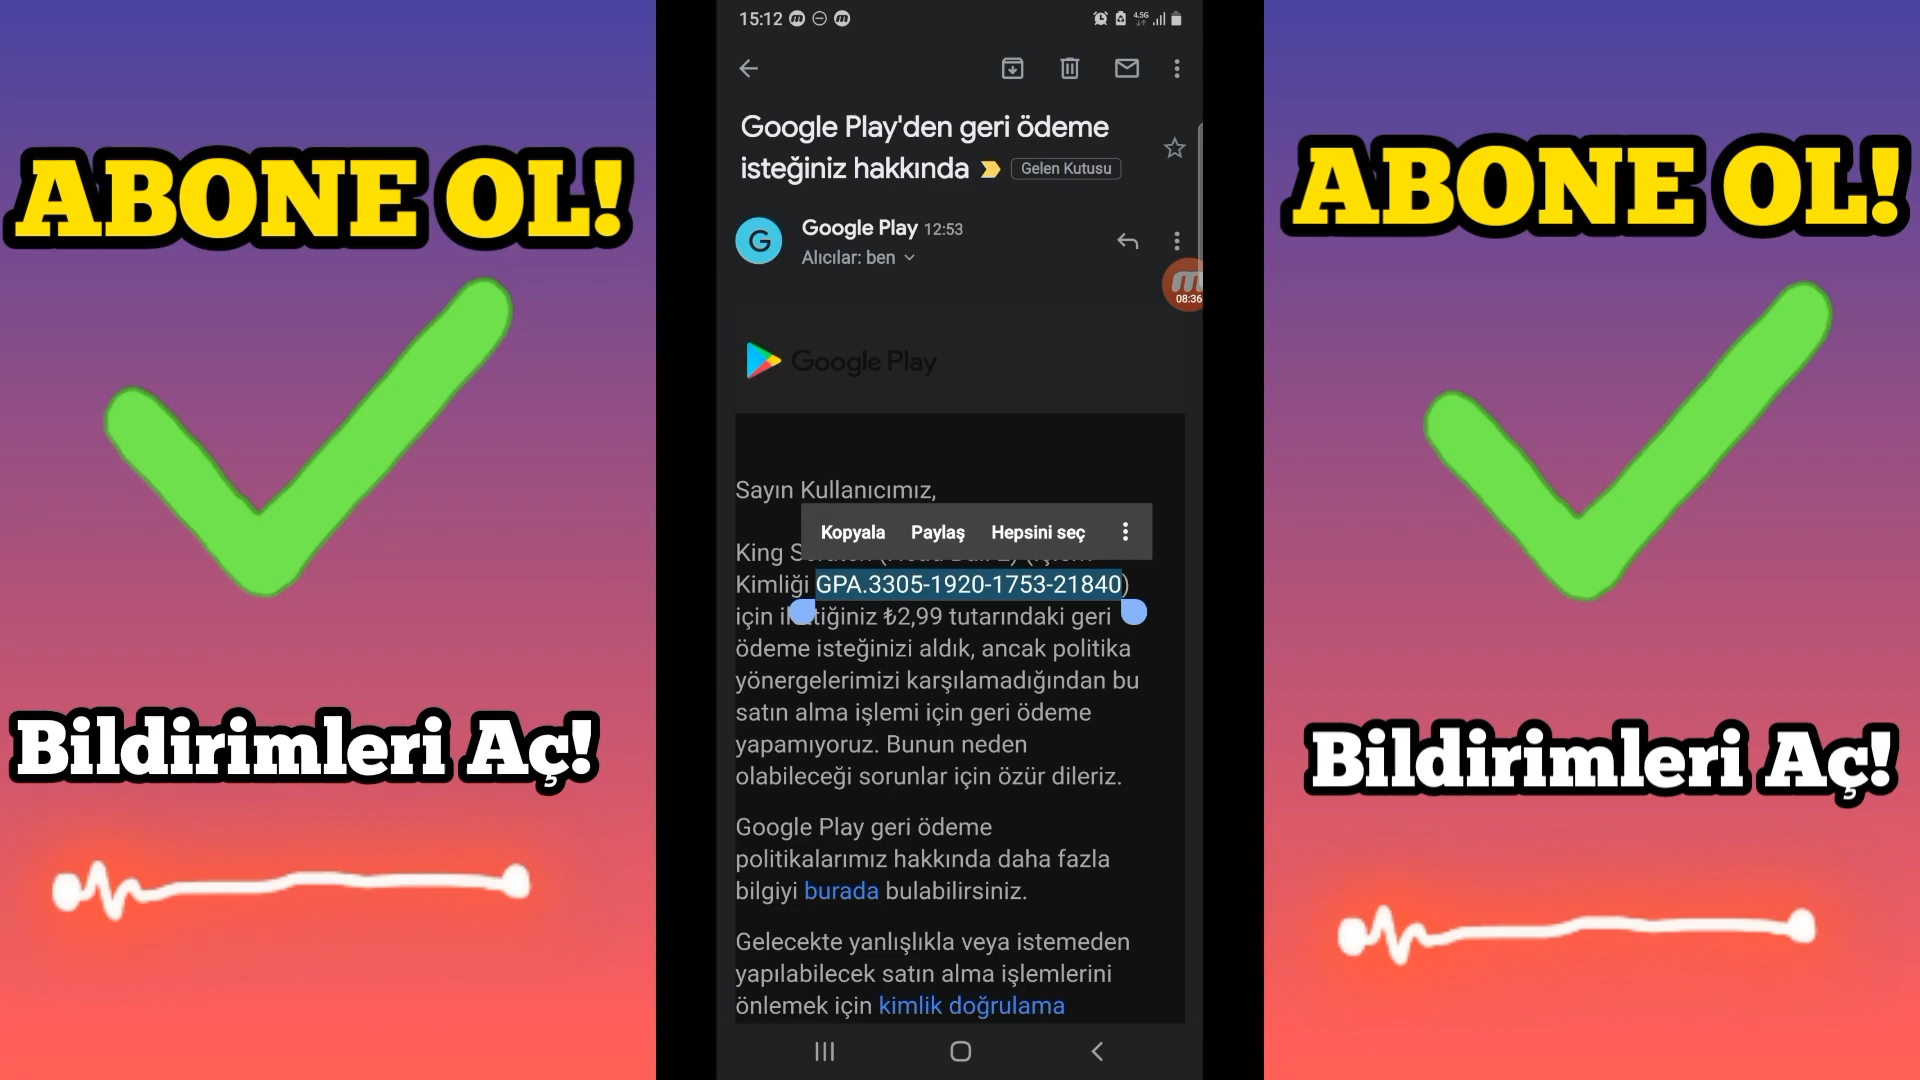 ABONE OL!
Bildirimleri Aç!
15:12
4.5G
Google Play'den geri ödeme
isteğiniz hakkında
Gelen Kutusu
G
Google Play 12:53
Alıcılar: ben
m
08:36
Google Play
Sayın Kullanıcımız,
Kopyala Paylaş Hepsini seç
King
Kimliği GPA.3305-1920-1753-21840)
için tiğiniz ₺2,99 tutarındaki geri
ödeme isteğinizi aldık, ancak politika
yönergelerimizi karşılamadığından bu
satın alma işlemi için geri ödeme
yapamıyoruz. Bunun neden
olabileceği sorunlar için özür dileriz.
Google Play geri ödeme
politikalarımız hakkında daha fazla
bilgiyi burada bulabilirsiniz.
Gelecekte yanlışlıkla veya istemeden
yapılabilecek satın alma işlemlerini
önlemek için kimlik doğrulama
ABONE OL!
Bildirimleri Aç!